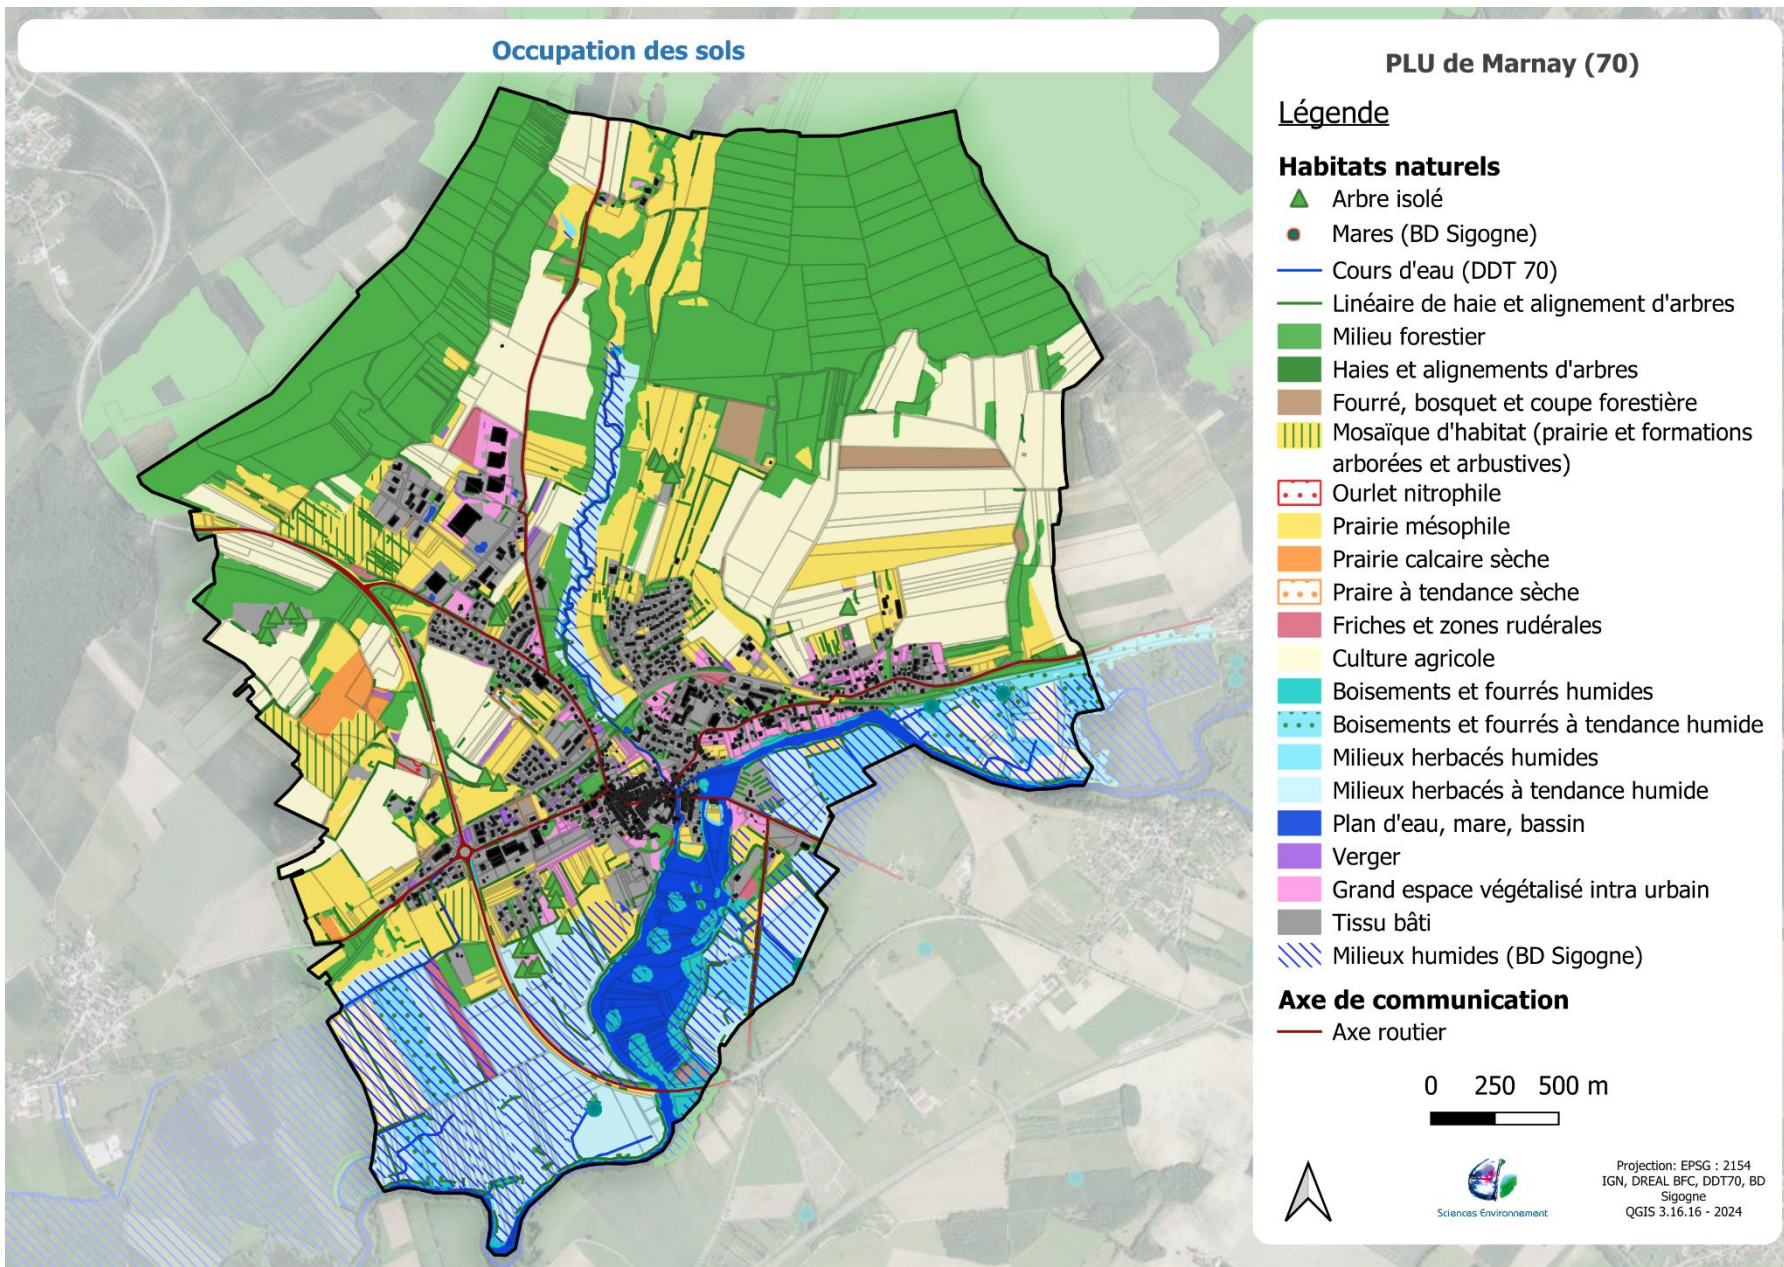 Occupation des sols
PLU de Marnay (70)
Légende
Habitats naturels
Arbre isolé
Mares (BD Sigogne)
Cours d'eau (DDT 70)
Linéaire de haie et alignement d'arbres
Milieu forestier
Haies et alignements d'arbres
Fourré, bosquet et coupe forestière
Mosaïque d'habitat (prairie et formations
arborées et arbustives)
Ourlet nitrophile
Prairie mésophile
Prairie calcaire sèche
Praire à tendance sèche
Friches et zones rudérales
Culture agricole
Boisements et fourrés humides
Boisements et fourrés à tendance humide
Milieux herbacés humides
Milieux herbacés à tendance humide
Plan d'eau, mare, bassin
Verger
Grand espace végétalisé intra urbain
Tissu bâti
Milieux humides (BD Sigogne)
Axe de communication
Axe routier
0 250 500 m
Sciences Environnement
Projection: EPSG : 2154
IGN, DREAL BFC, DDT70, BD
Sigogne
QGIS 3.16.16 - 2024